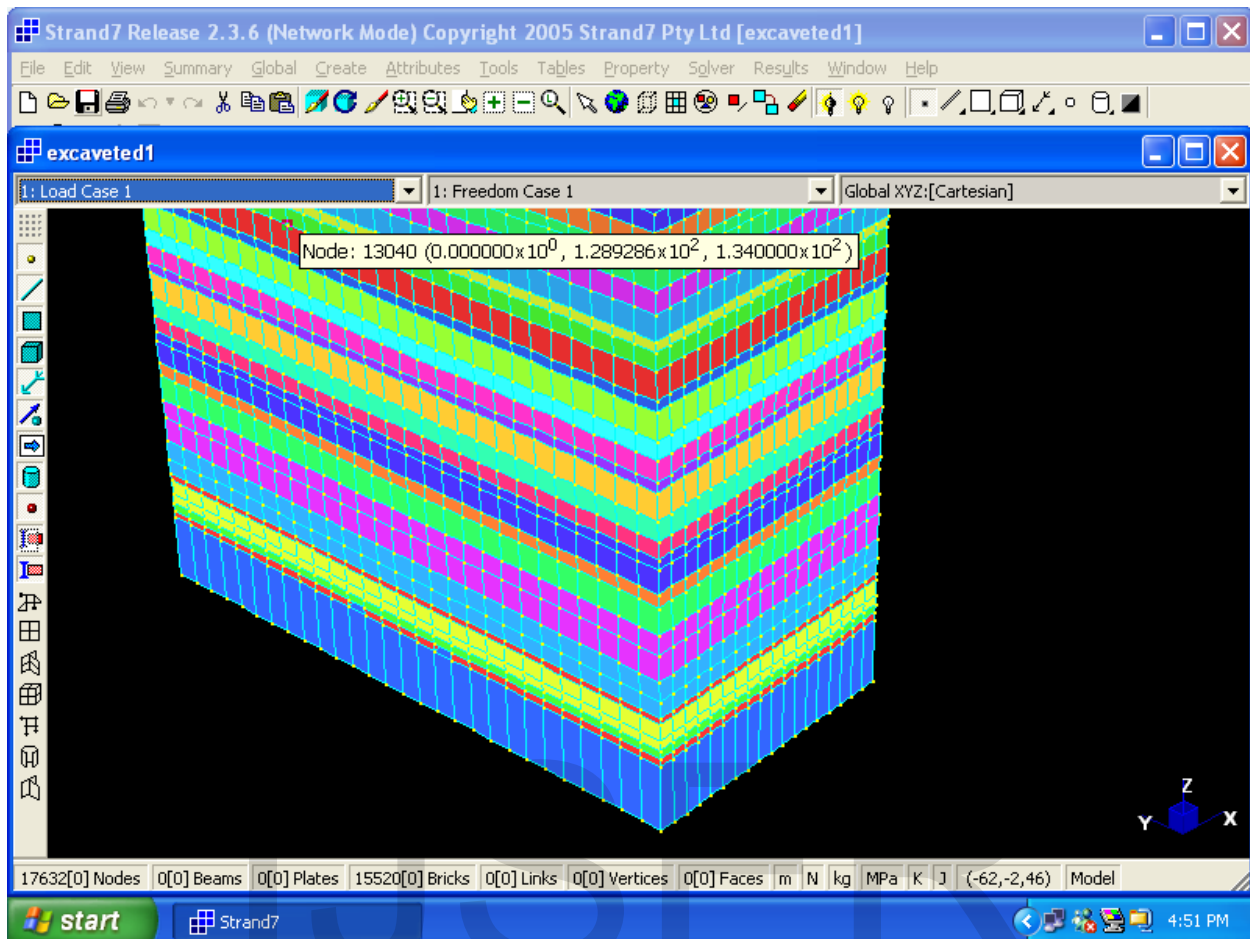 Strand7 Release 2.3.6 (Network Mode) Copyright 2005 Strand7 Pty Ltd [excaveted1]
File Edit View Summary Global Create Attributes Tools Tables Property Solver Results Window Help
excaveted1
1: Load Case 1 1: Freedom Case 1 Global XYZ:[Cartesian]
Node: 13040 (0.000000x10⁰, 1.289286x10², 1.340000x10²)
Z
Y X
17632[0] Nodes 0[0] Beams 0[0] Plates 15520[0] Bricks 0[0] Links 0[0] Vertices 0[0] Faces m N kg MPa K J (-62,-2,46) Model
start Strand7 4:51 PM